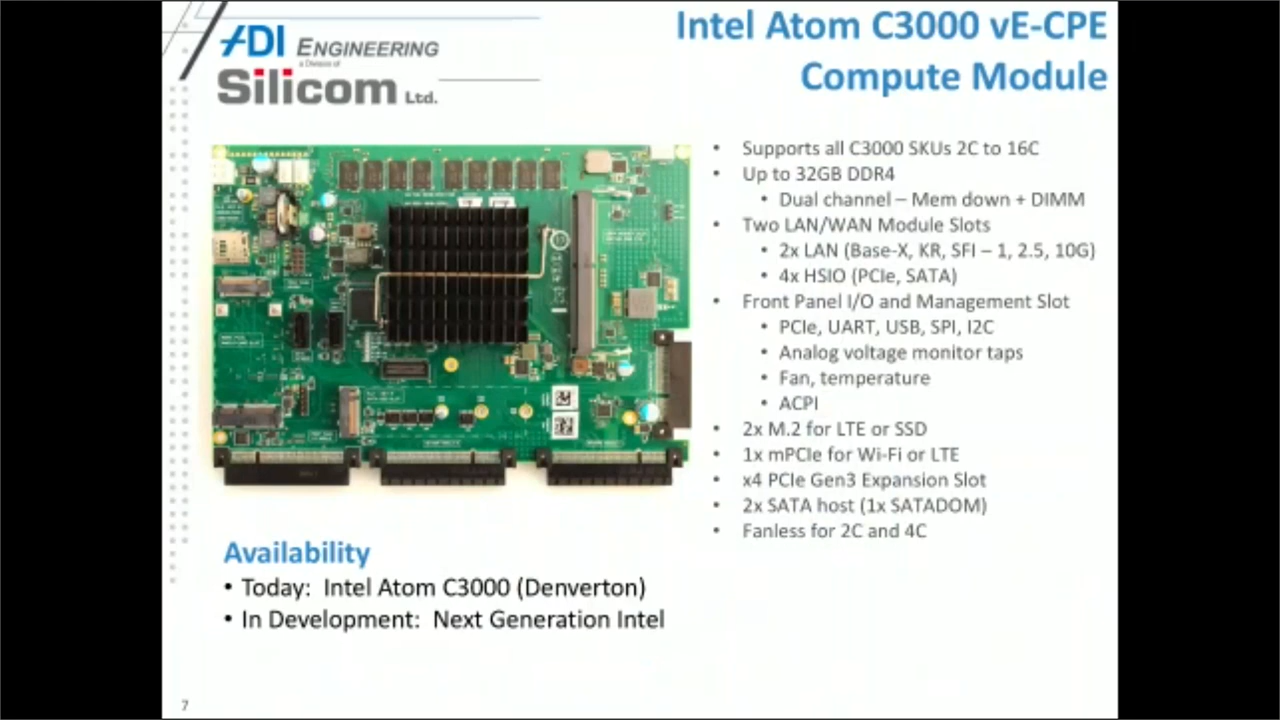 ADI ENGINEERING
a Division of
Silicom Ltd.
Intel Atom C3000 vE-CPE
Compute Module
• Supports all C3000 SKUs 2C to 16C
• Up to 32GB DDR4
• Dual channel – Mem down + DIMM
• Two LAN/WAN Module Slots
• 2x LAN (Base-X, KR, SFI – 1, 2.5, 10G)
• 4x HSIO (PCIe, SATA)
• Front Panel I/O and Management Slot
• PCIe, UART, USB, SPI, I2C
• Analog voltage monitor taps
• Fan, temperature
• ACPI
• 2x M.2 for LTE or SSD
• 1x mPCIe for Wi-Fi or LTE
• x4 PCIe Gen3 Expansion Slot
• 2x SATA host (1x SATADOM)
• Fanless for 2C and 4C
Availability
• Today: Intel Atom C3000 (Denverton)
• In Development: Next Generation Intel
7